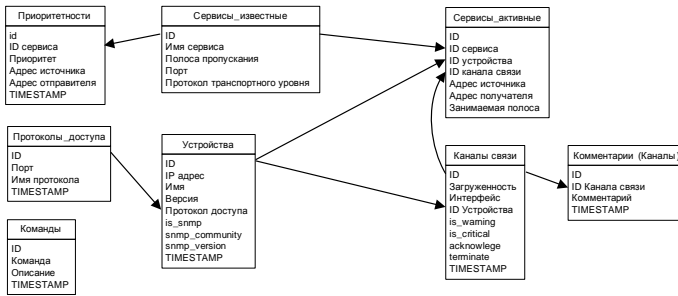 Приоритетности
id
ID сервиса
Приоритет
Адрес источника
Адрес отправителя
TIMESTAMP
Сервисы_известные
ID
Имя сервиса
Полоса пропускания
Порт
Протокол транспортного уровня
Сервисы_активные
ID
ID сервиса
ID устройства
ID канала связи
Адрес источника
Адрес получателя
Занимаемая полоса
Протоколы_доступа
ID
Порт
Имя протокола
TIMESTAMP
Устройства
ID
IP адрес
Имя
Версия
Протокол доступа
is_snmp
snmp_community
snmp_version
TIMESTAMP
Каналы связи
ID
Загруженность
Интерфейс
ID Устройства
is_warning
is_critical
acknowlege
terminate
TIMESTAMP
Комментарии (Каналы)
ID
ID Канала связи
Комментарий
TIMESTAMP
Команды
ID
Команда
Описание
TIMESTAMP